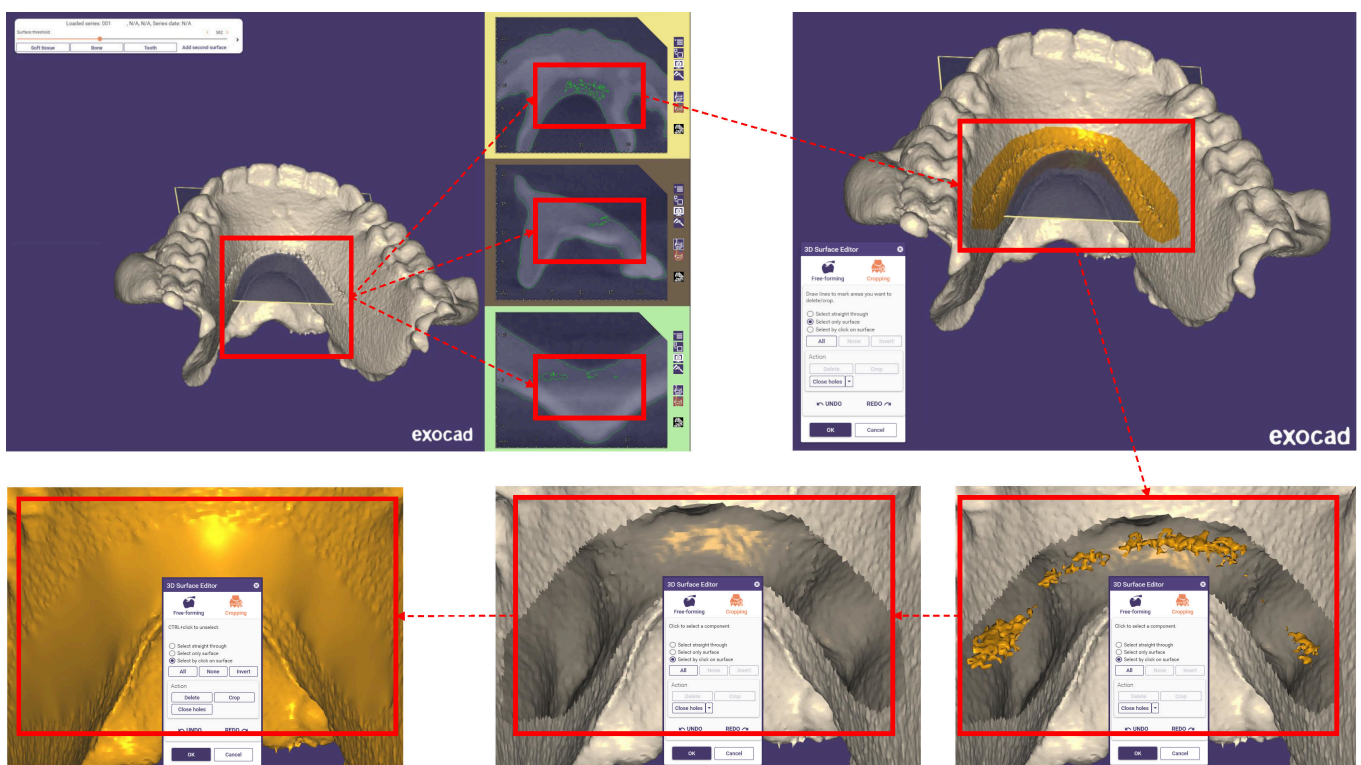 Loaded series: 001 , N/A, N/A, Series date: N/A
Surface threshold:
< 582 >
Soft tissue Bone Tooth Add second surface
exocad
3D Surface Editor
Free-forming Cropping
Draw lines to mark areas you want to
delete/crop.
Select straight through
Select only surface
Select by click on surface
All None Invert
Action
Delete Crop
Close holes
UNDO REDO
OK Cancel
exocad
3D Surface Editor
Free-forming Cropping
CTRL+click to unselect.
Select straight through
Select only surface
Select by click on surface
All None Invert
Action
Delete Crop
Close holes
UNDO REDO
OK Cancel
3D Surface Editor
Free-forming Cropping
Click to select a component.
Select straight through
Select only surface
Select by click on surface
All None Invert
Action
Delete Crop
Close holes
UNDO REDO
OK Cancel
3D Surface Editor
Free-forming Cropping
Click to select a component.
Select straight through
Select only surface
Select by click on surface
All None Invert
Action
Delete Crop
Close holes
UNDO REDO
OK Cancel